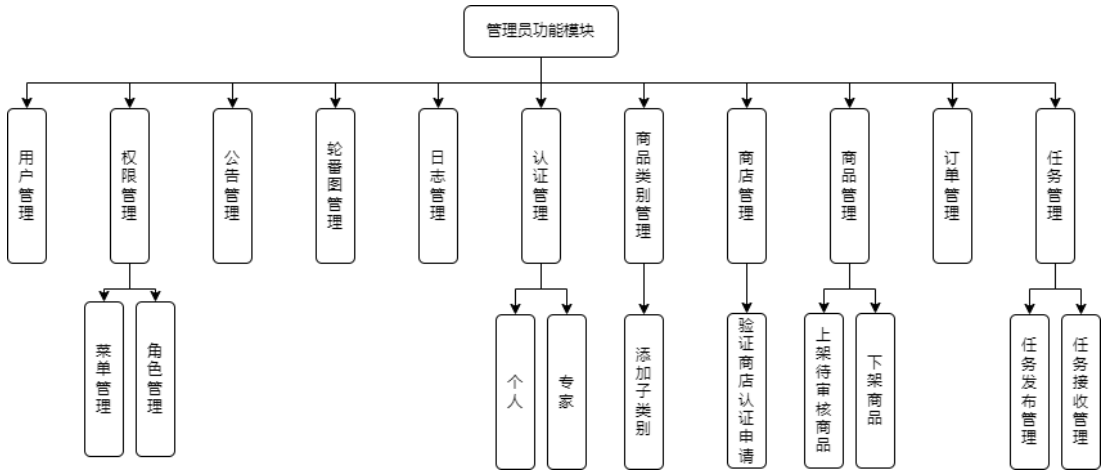 管理员功能模块
用户管理
权限管理
公告管理
轮番图管理
日志管理
认证管理
商品类别管理
商店管理
商品管理
订单管理
任务管理
菜单管理
角色管理
个人
专家
添加子类别
验证商店认证申请
上架待审核商品
下架商品
任务发布管理
任务接收管理